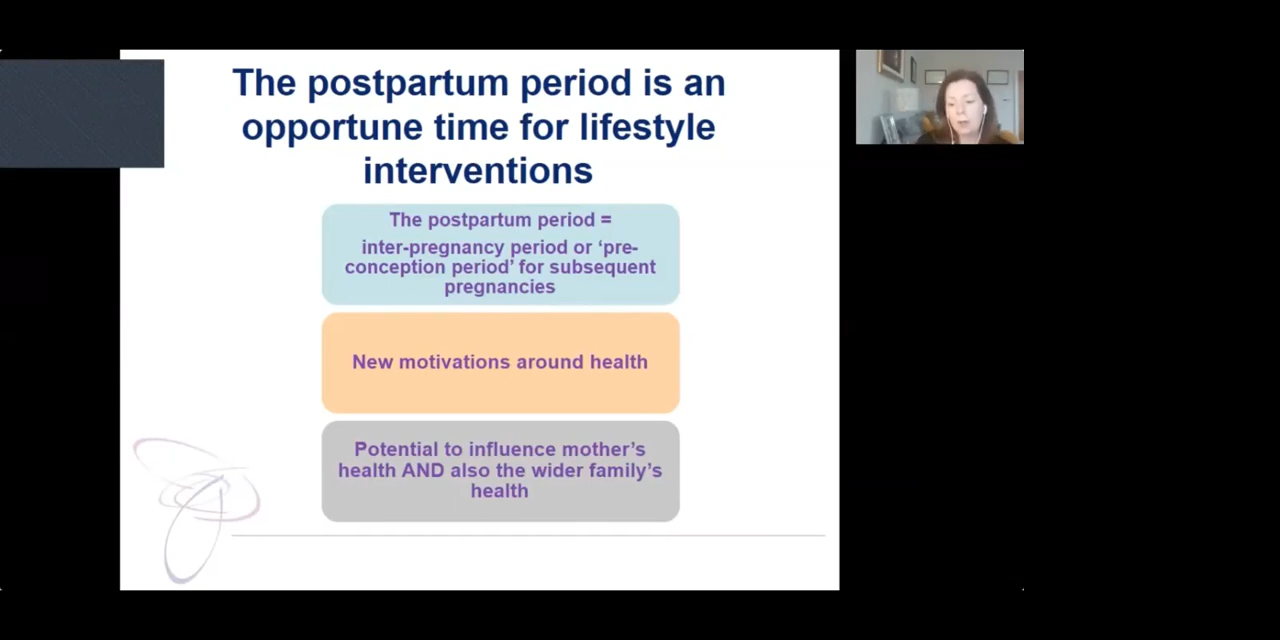 The postpartum period is an
opportune time for lifestyle
interventions
The postpartum period =
inter-pregnancy period or ‘pre-
conception period’ for subsequent
pregnancies
New motivations around health
Potential to influence mother’s
health AND also the wider family’s
health